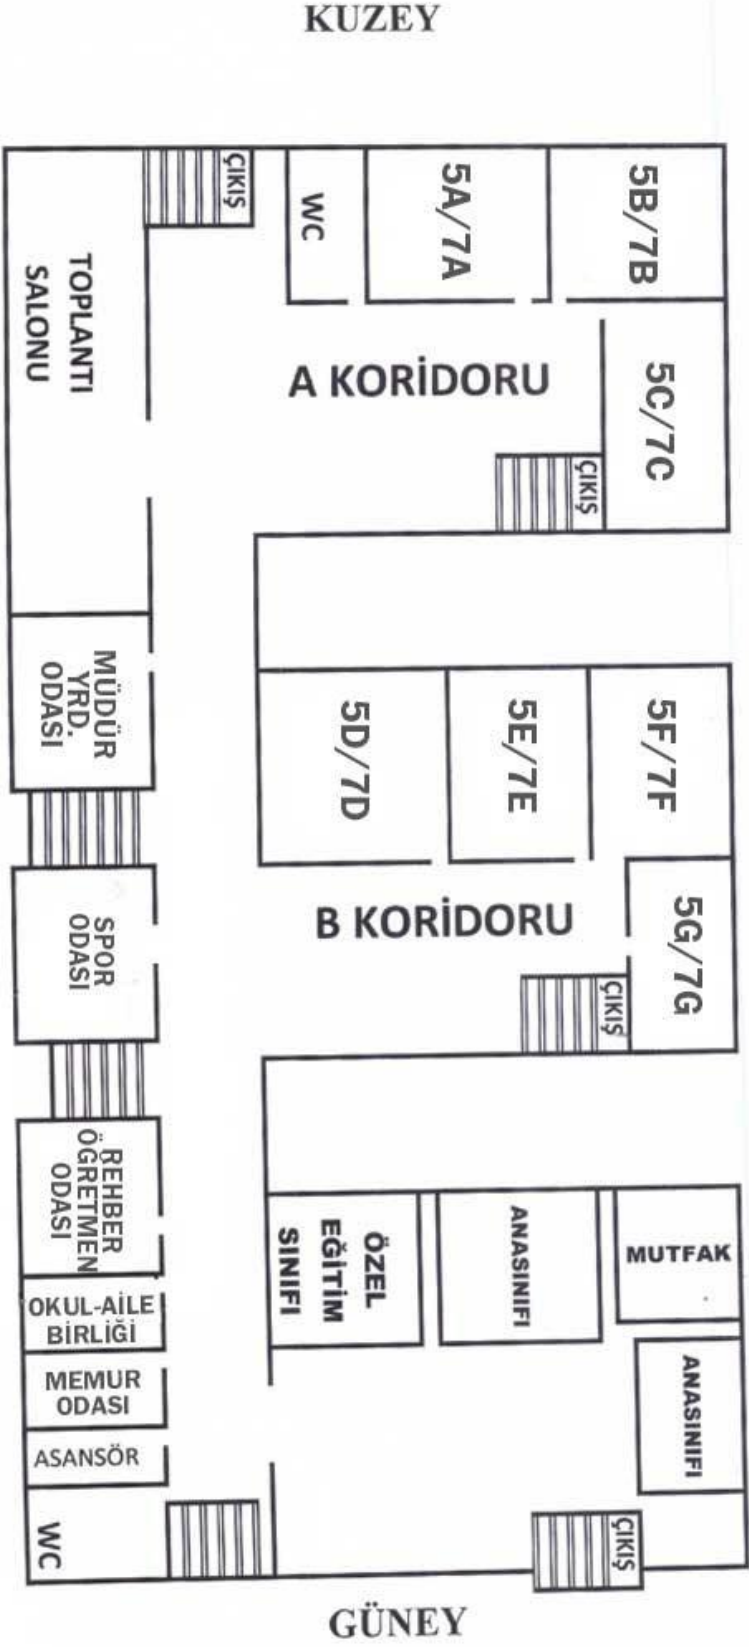 KUZEY
ÇIKIŞ
WC
5A/7A
5B/7B
TOPLANTI
SALONU
A KORİDORU
5C/7C
ÇIKIŞ
MÜDÜR
YRD.
ODASI
5D/7D
5E/7E
5F/7F
SPOR
ODASI
B KORİDORU
5G/7G
ÇIKIŞ
REHBER
ÖĞRETMEN
ODASI
ÖZEL
EĞİTİM
SINIFI
ANASINIFI
MUTFAK
OKUL-AİLE
BİRLİĞİ
MEMUR
ODASI
ANASINIFI
ASANSÖR
WC
ÇIKIŞ
GÜNEY